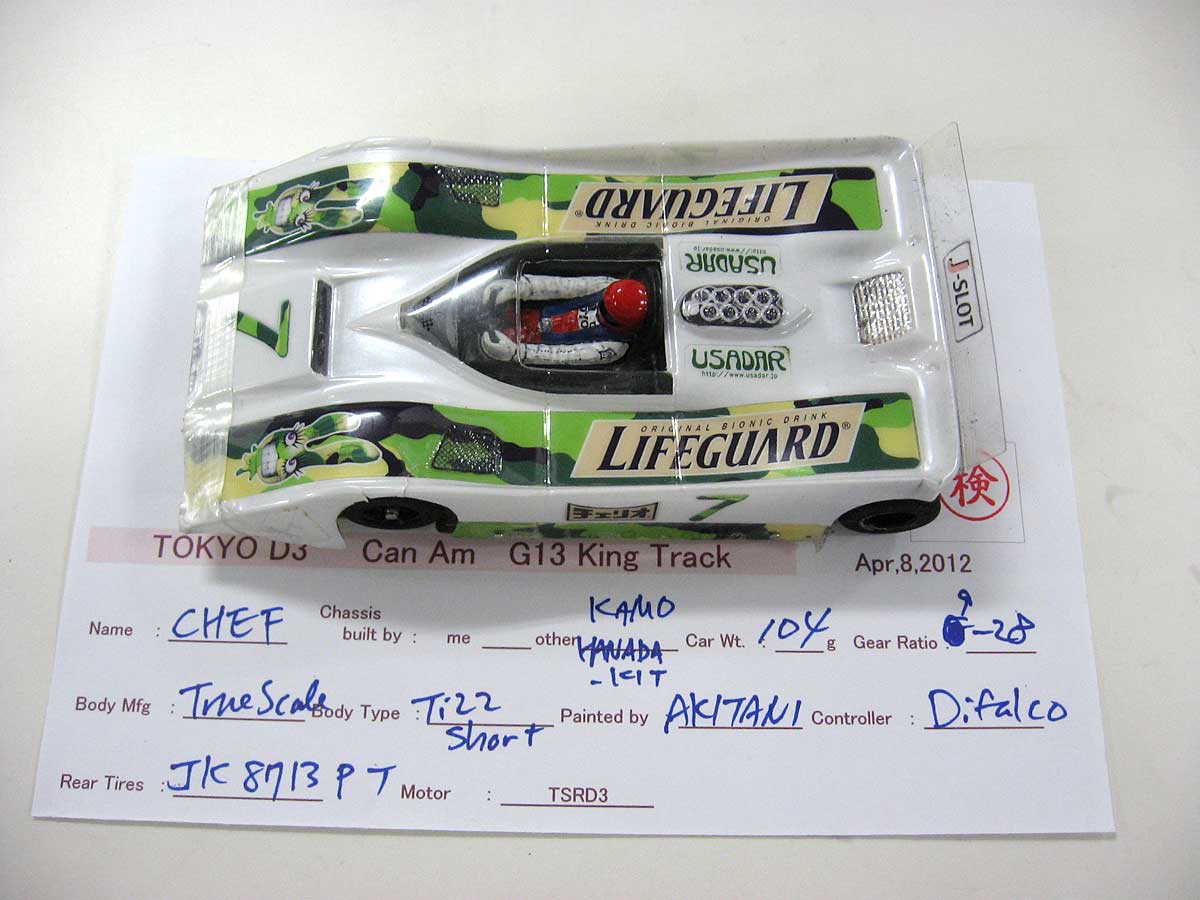 LIFEGUARD®
ORIGINAL BIONIC DRINK
USADAR
http://www.usadar.jp
J-SLOT
7
USADAR
http://www.usadar.jp
ORIGINAL BIONIC DRINK
LIFEGUARD®
チェリオ
7
検
TOKYO D3 Can Am G13 King Track
Apr,8,2012
Name : CHEF Chassis built by : me ____ other KAMO HANADA -KIT Car Wt. : 104 g Gear Ratio : 9-28
Body Mfg : TrueScale Body Type : Ti22 short Painted by AKITANI Controller : Difalco
Rear Tires : JK 8713 PT Motor : TSRD3